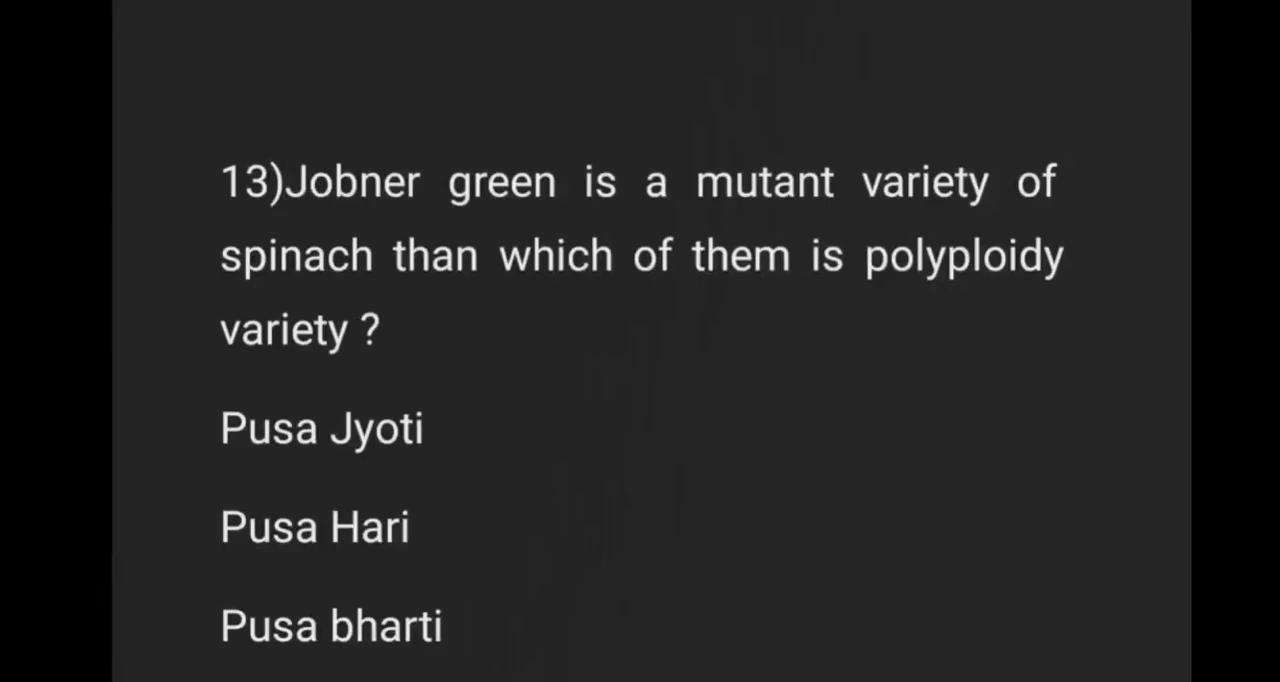 13)Jobner green is a mutant variety of
spinach than which of them is polyploidy
variety ?
Pusa Jyoti
Pusa Hari
Pusa bharti